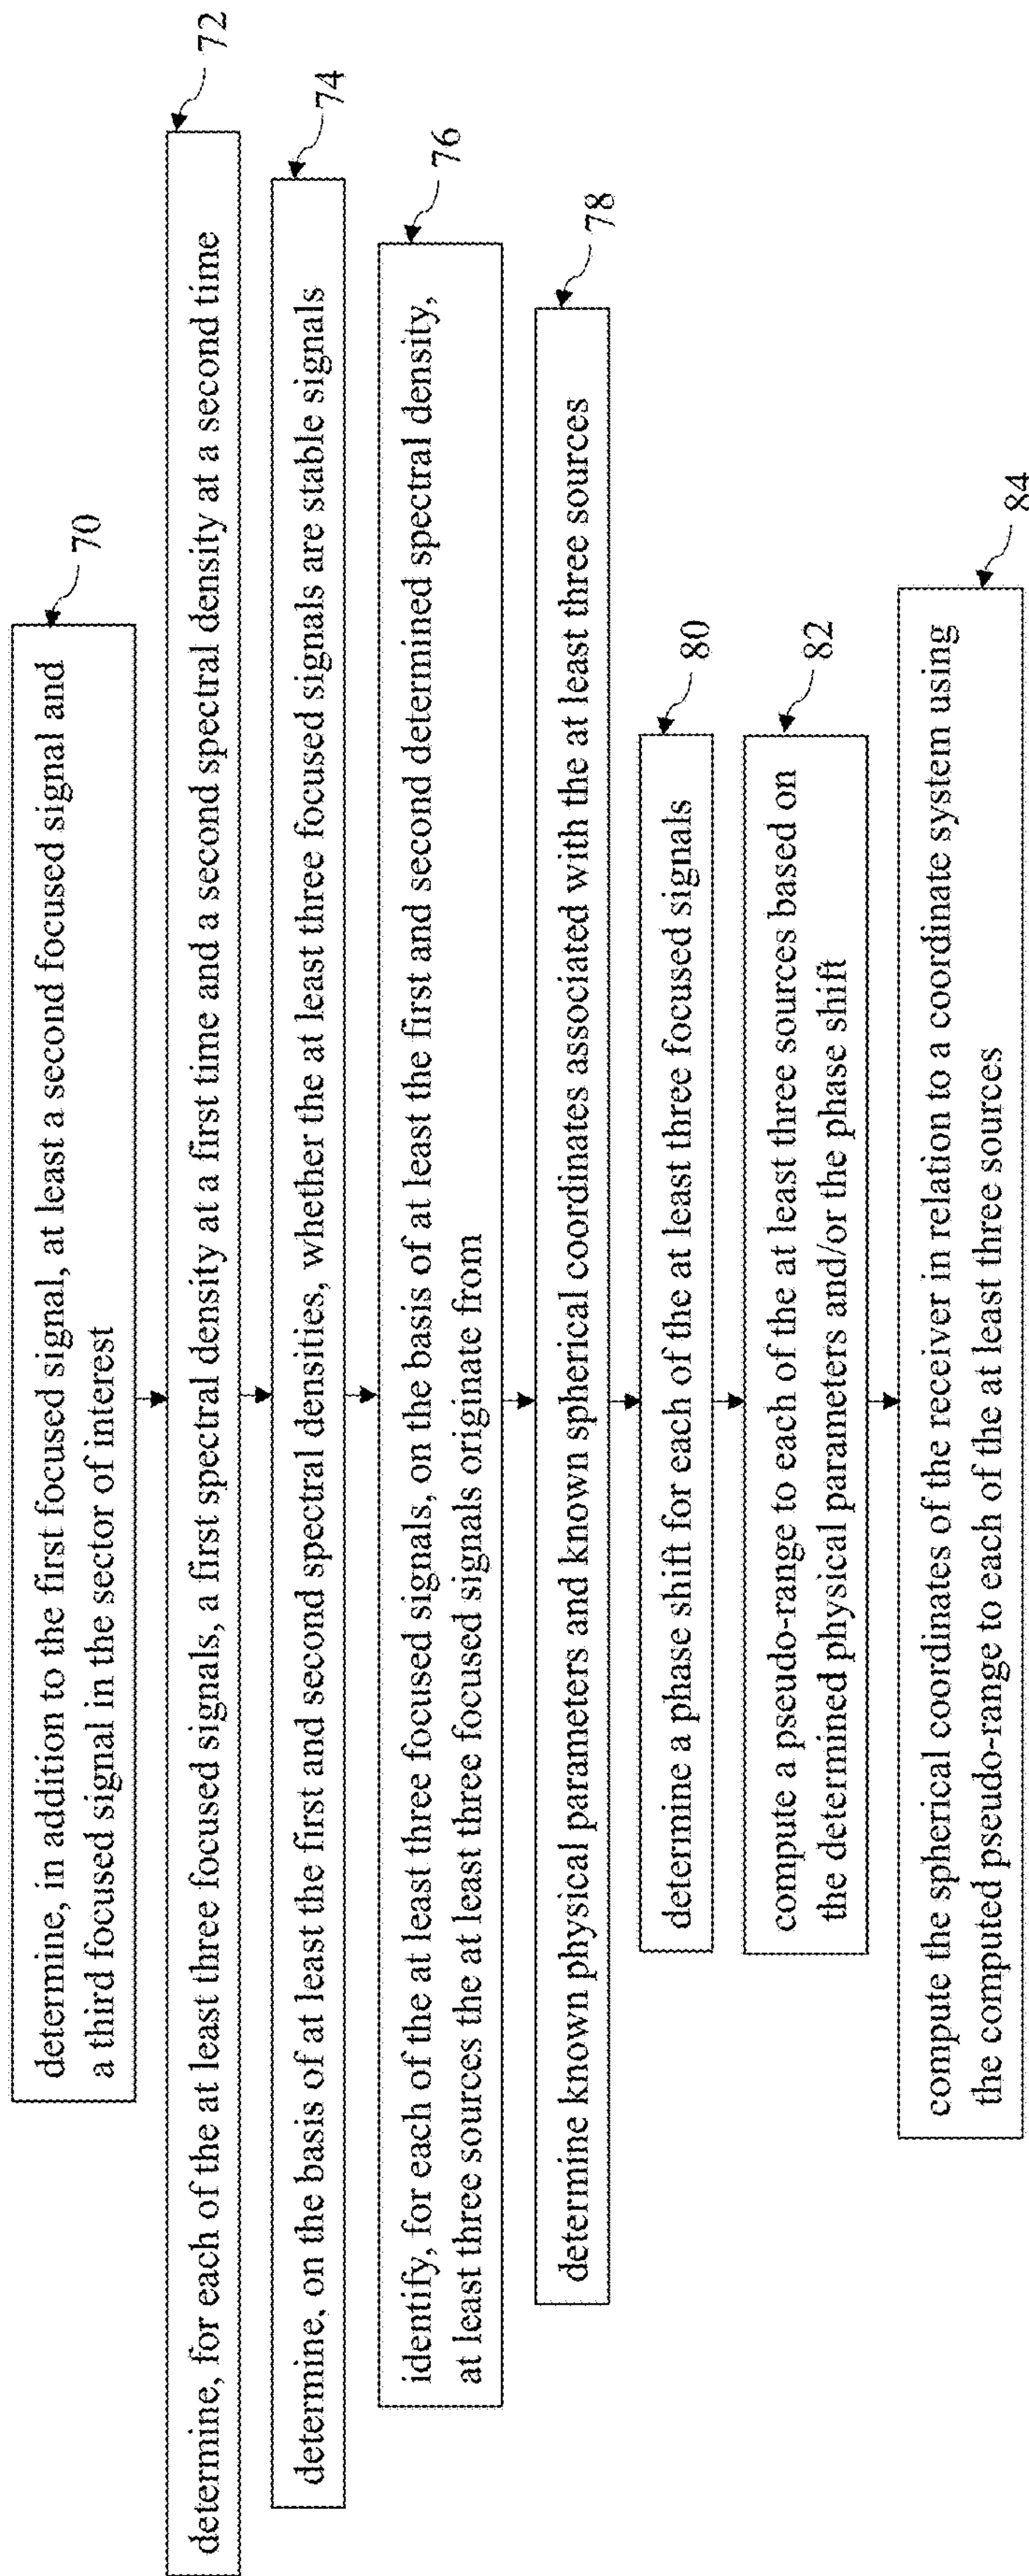 determine, in addition to the first focused signal, at least a second focused signal and
a third focused signal in the sector of interest
70
determine, for each of the at least three focused signals, a first spectral density at a first time and a second spectral density at a second time
72
determine, on the basis of at least the first and second spectral densities, whether the at least three focused signals are stable signals
74
identify, for each of the at least three focused signals, on the basis of at least the first and second determined spectral density,
at least three sources the at least three focused signals originate from
76
determine known physical parameters and known spherical coordinates associated with the at least three sources
78
determine a phase shift for each of the at least three focused signals
80
compute a pseudo-range to each of the at least three sources based on
the determined physical parameters and/or the phase shift
82
compute the spherical coordinates of the receiver in relation to a coordinate system using
the computed pseudo-range to each of the at least three sources
84